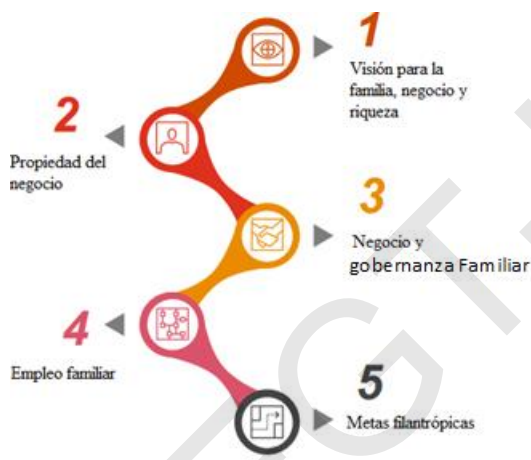 1
Visión para la
familia, negocio y
riqueza
2
Propiedad del
negocio
3
Negocio y
gobernanza Familiar
4
Empleo familiar
5
Metas filantrópicas